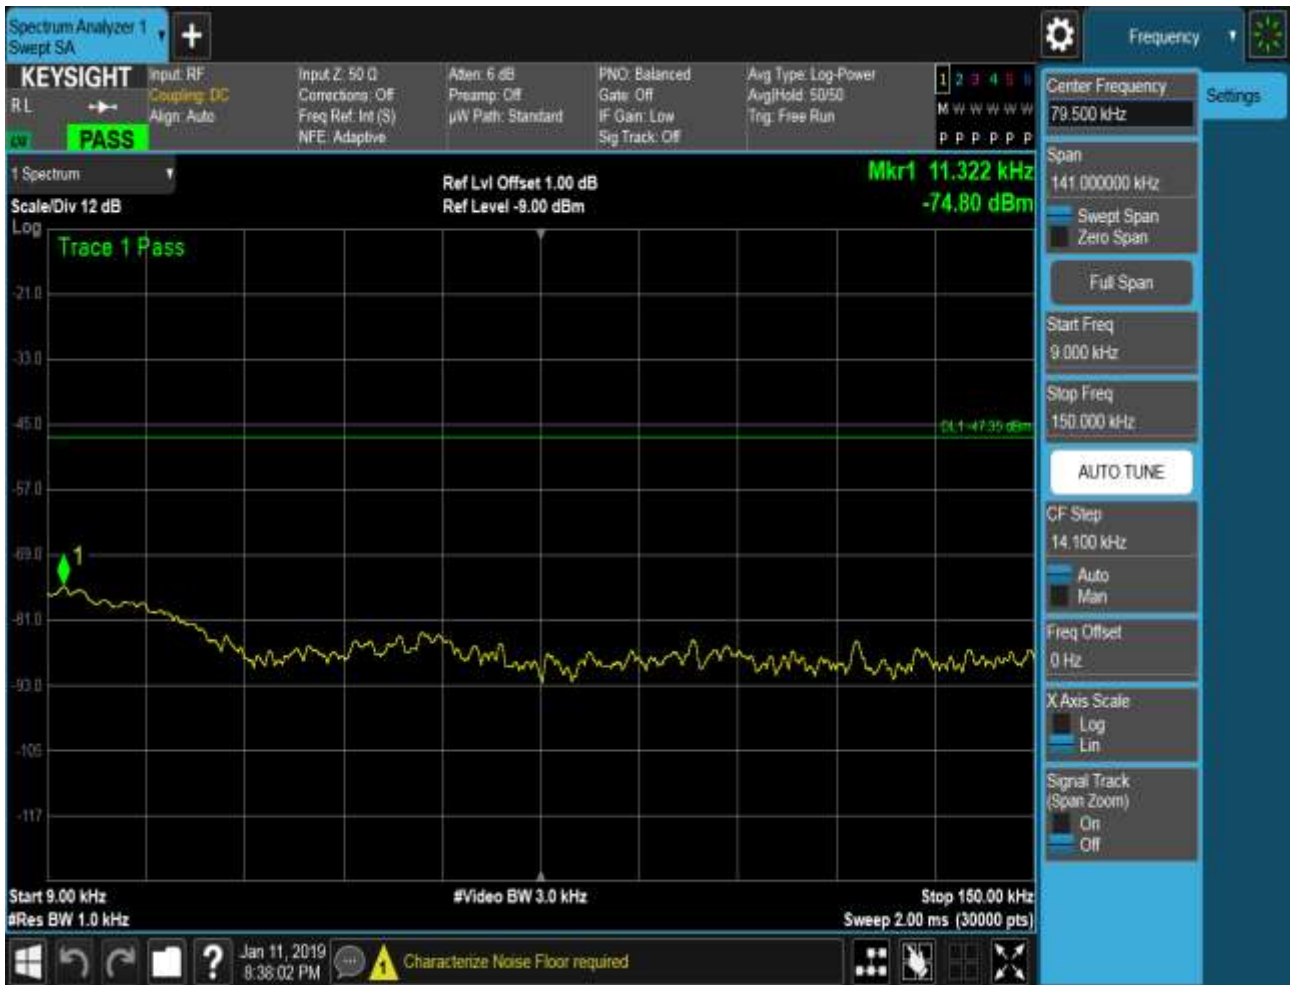 Spectrum Analyzer 1
Swept SA
Frequency
KEYSIGHT
R L
PASS
Input: RF
Coupling: DC
Align: Auto
Input Z: 50 Ω
Corrections: Off
Freq Ref: Int (S)
NFE: Adaptive
Atten: 6 dB
Preamp: Off
µW Path: Standard
PNO: Balanced
Gate: Off
IF Gain: Low
Sig Track: Off
Avg Type: Log-Power
Avg|Hold: 50/50
Trig: Free Run
1 2 3 4 5 6
M W W W W W
P P P P P P
1 Spectrum
Scale/Div 12 dB
Ref Lvl Offset 1.00 dB
Ref Level -9.00 dBm
Mkr1 11.322 kHz
-74.80 dBm
Log
Trace 1 Pass
-21.0
-33.0
-45.0
DL1 -47.35 dBm
-57.0
-69.0
1
-81.0
-93.0
-105
-117
Start 9.00 kHz
#Res BW 1.0 kHz
#Video BW 3.0 kHz
Stop 150.00 kHz
Sweep 2.00 ms (30000 pts)
Center Frequency
79.500 kHz
Settings
Span
141.000000 kHz
Swept Span
Zero Span
Full Span
Start Freq
9.000 kHz
Stop Freq
150.000 kHz
AUTO TUNE
CF Step
14.100 kHz
Auto
Man
Freq Offset
0 Hz
X Axis Scale
Log
Lin
Signal Track
(Span Zoom)
On
Off
?
Jan 11, 2019
8:38:02 PM
1
Characterize Noise Floor required